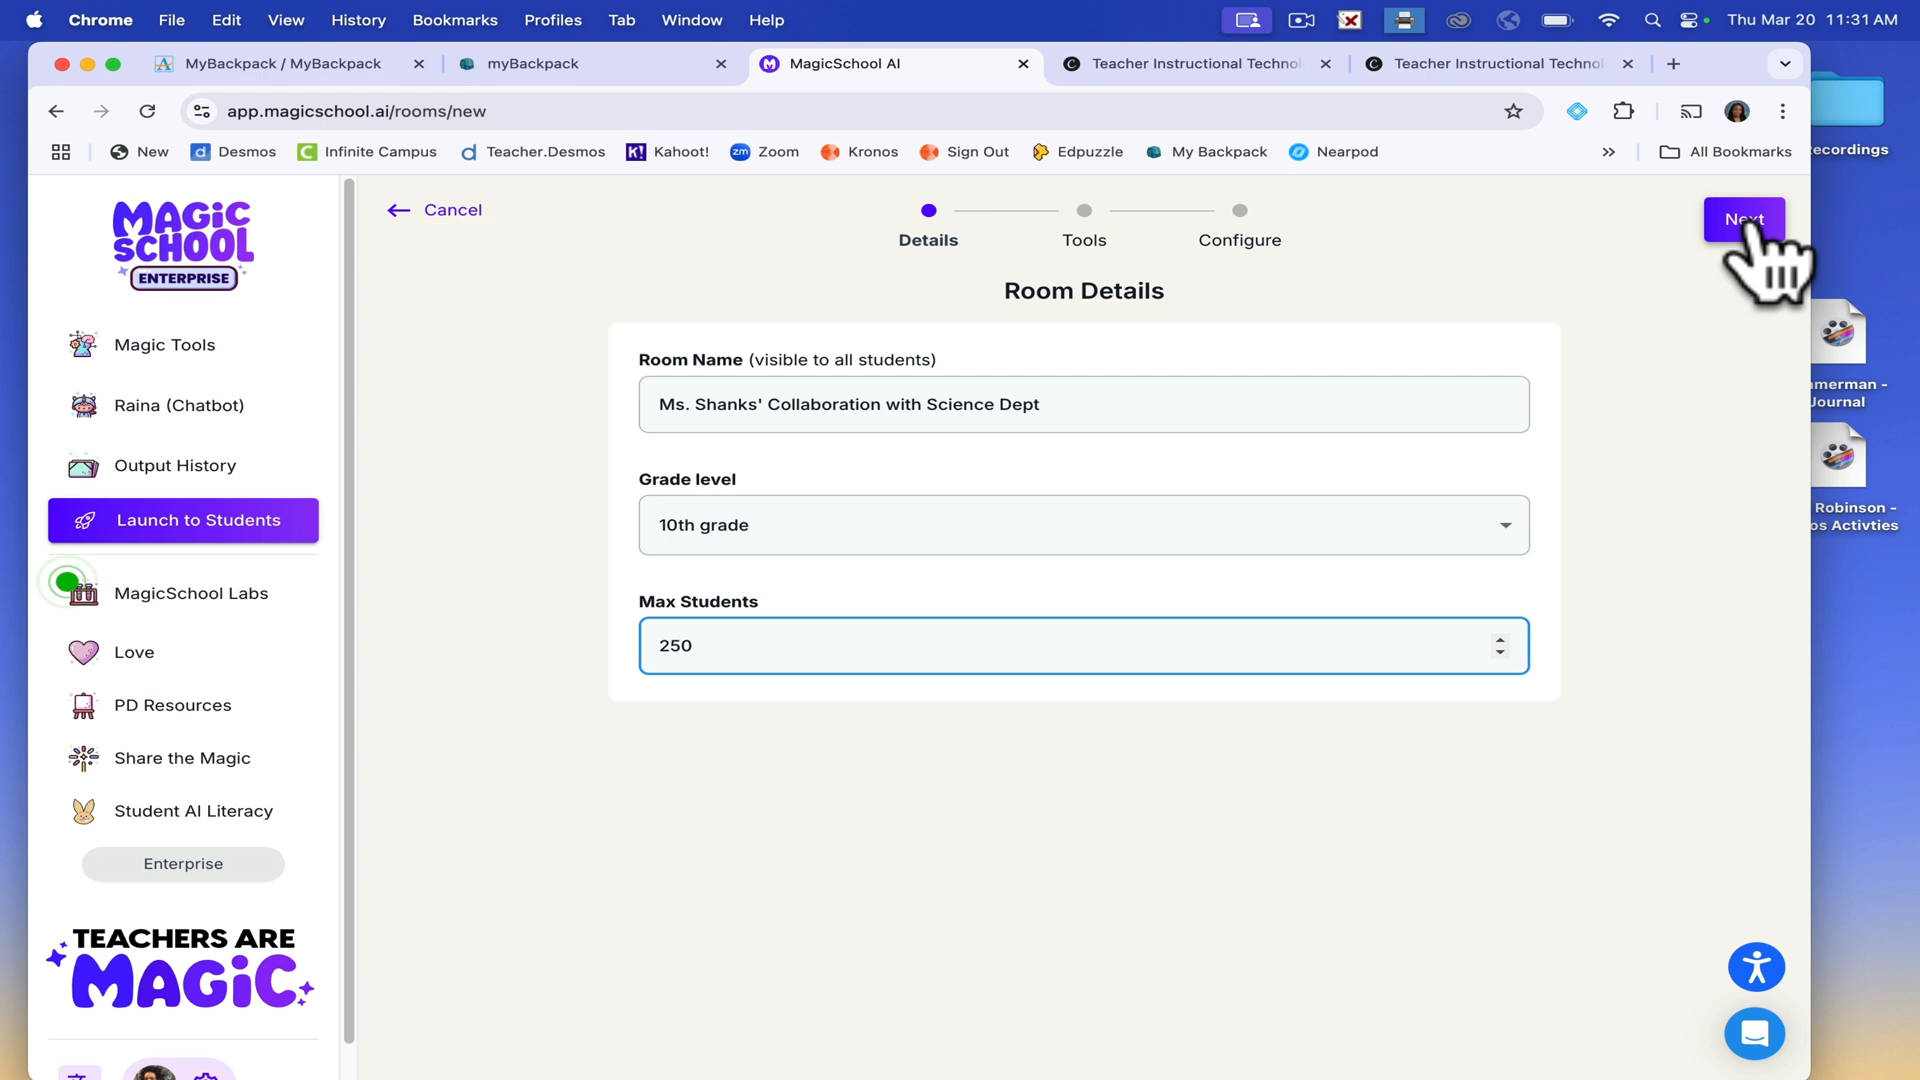 Chrome File Edit View History Bookmarks Profiles Tab Window Help Thu Mar 20 11:31 AM
MyBackpack / MyBackpack myBackpack MagicSchool AI Teacher Instructional Technol Teacher Instructional Technol
app.magicschool.ai/rooms/new
New Desmos Infinite Campus Teacher.Desmos Kahoot! Zoom Kronos Sign Out Edpuzzle My Backpack Nearpod All Bookmarks
ecordings
MAGIC SCHOOL
ENTERPRISE
Cancel
Next
Details Tools Configure
Room Details
Magic Tools
Raina (Chatbot)
Output History
Launch to Students
MagicSchool Labs
Love
PD Resources
Share the Magic
Student AI Literacy
Enterprise
TEACHERS ARE
MAGIC
Room Name (visible to all students)
Ms. Shanks' Collaboration with Science Dept
Grade level
10th grade
Max Students
250
merman -
Journal
Robinson -
os Activties